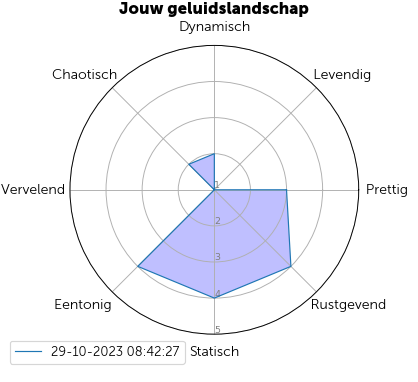 Jouw geluidslandschap
Dynamisch
Chaotisch
Levendig
Vervelend
1
Prettig
2
3
4
Eentonig
Rustgevend
5
29-10-2023 08:42:27
Statisch